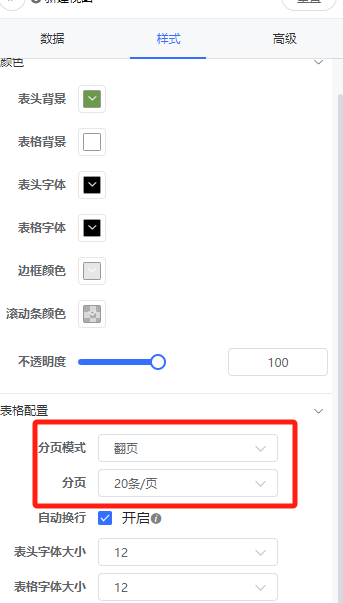 数据 样式 高级
颜色
表头背景
表格背景
表头字体
表格字体
边框颜色
滚动条颜色
不透明度 100
表格配置
分页模式 翻页
分页 20条/页
自动换行 开启
表头字体大小 12
表格字体大小 12